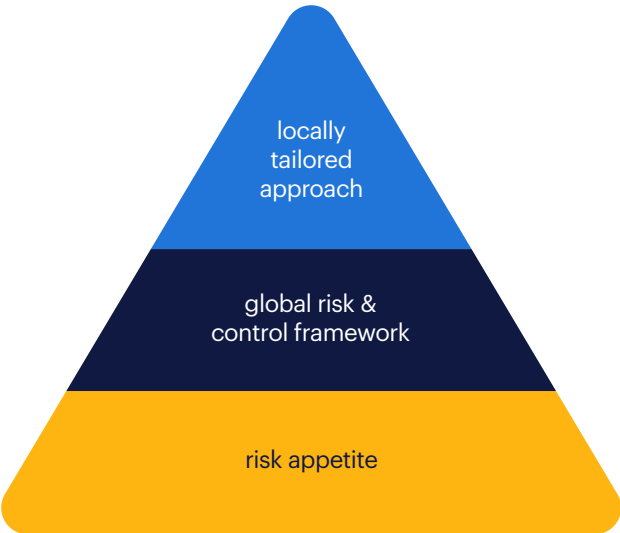 locally
tailored
approach
global risk &
control framework
risk appetite